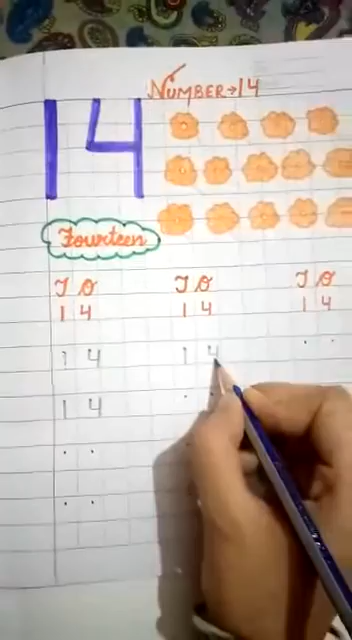 NUMBER→14
14
Fourteen
T O T O T O
1 4 1 4 1 4
1 4 1 4
1 4